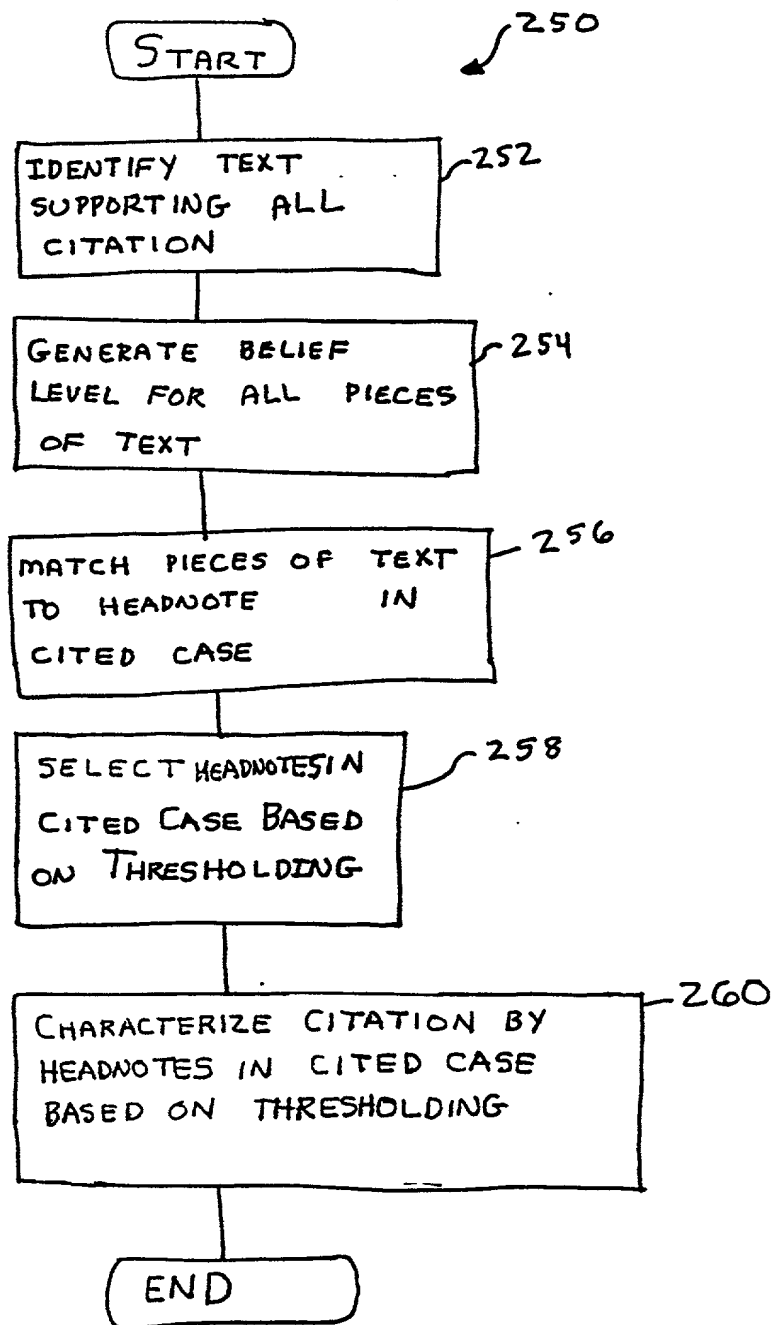 START
250
IDENTIFY TEXT
SUPPORTING ALL
CITATION
252
GENERATE BELIEF
LEVEL FOR ALL PIECES
OF TEXT
254
MATCH PIECES OF TEXT
TO HEADNOTE IN
CITED CASE
256
SELECT HEADNOTES IN
CITED CASE BASED
ON THRESHOLDING
258
CHARACTERIZE CITATION BY
HEADNOTES IN CITED CASE
BASED ON THRESHOLDING
260
END